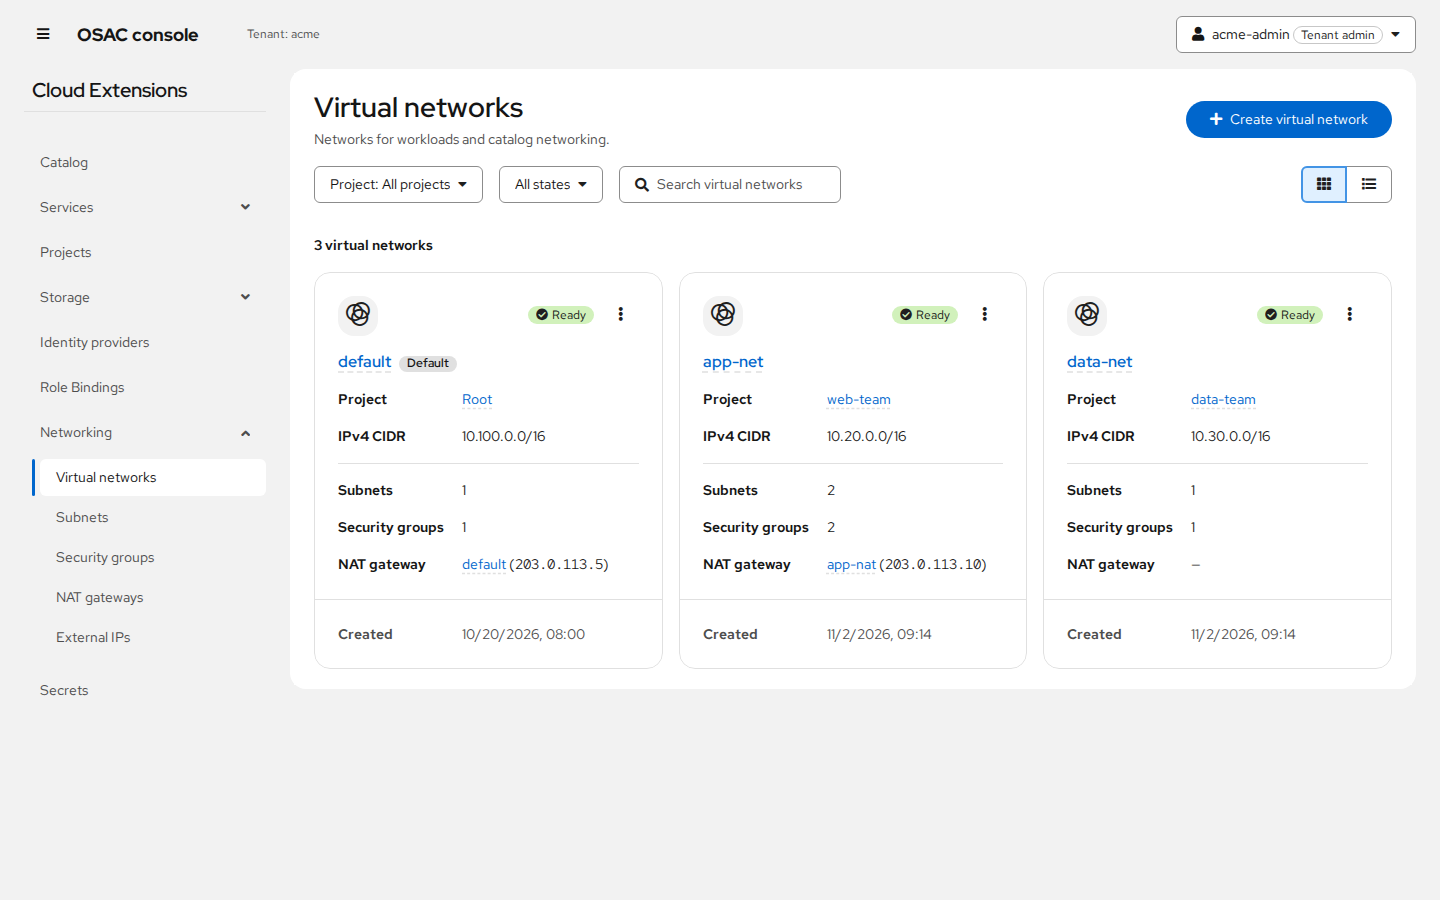 OSAC console
Tenant: acme
acme-admin Tenant admin
Cloud Extensions
Catalog
Services
Projects
Storage
Identity providers
Role Bindings
Networking
Virtual networks
Subnets
Security groups
NAT gateways
External IPs
Secrets
Virtual networks
Networks for workloads and catalog networking.
Create virtual network
Project: All projects
All states
Search virtual networks
3 virtual networks
Ready
default Default
Project Root
IPv4 CIDR 10.100.0.0/16
Subnets 1
Security groups 1
NAT gateway default (203.0.113.5)
Created 10/20/2026, 08:00
Ready
app-net
Project web-team
IPv4 CIDR 10.20.0.0/16
Subnets 2
Security groups 2
NAT gateway app-nat (203.0.113.10)
Created 11/2/2026, 09:14
Ready
data-net
Project data-team
IPv4 CIDR 10.30.0.0/16
Subnets 1
Security groups 1
NAT gateway –
Created 11/2/2026, 09:14